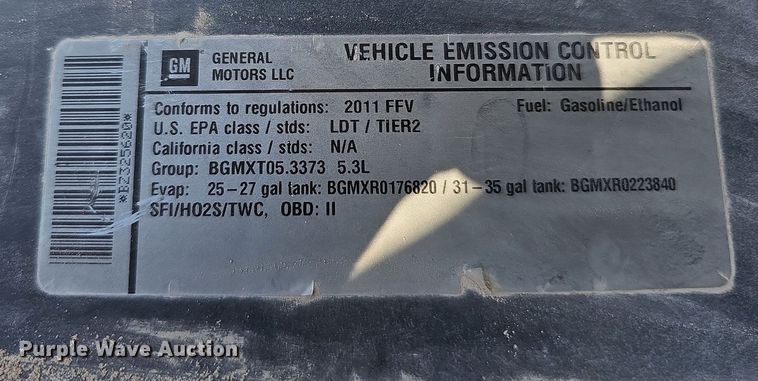 GM GENERAL MOTORS LLC
VEHICLE EMISSION CONTROL
INFORMATION
Conforms to regulations: 2011 FFV Fuel: Gasoline/Ethanol
U.S. EPA class / stds: LDT / TIER2
California class / stds: N/A
Group: BGMXT05.3373 5.3L
Evap: 25-27 gal tank: BGMXR0176820 / 31-35 gal tank: BGMXR0223840
SFI/HO2S/TWC, OBD: II
*BZ325620*
Purple Wave Auction